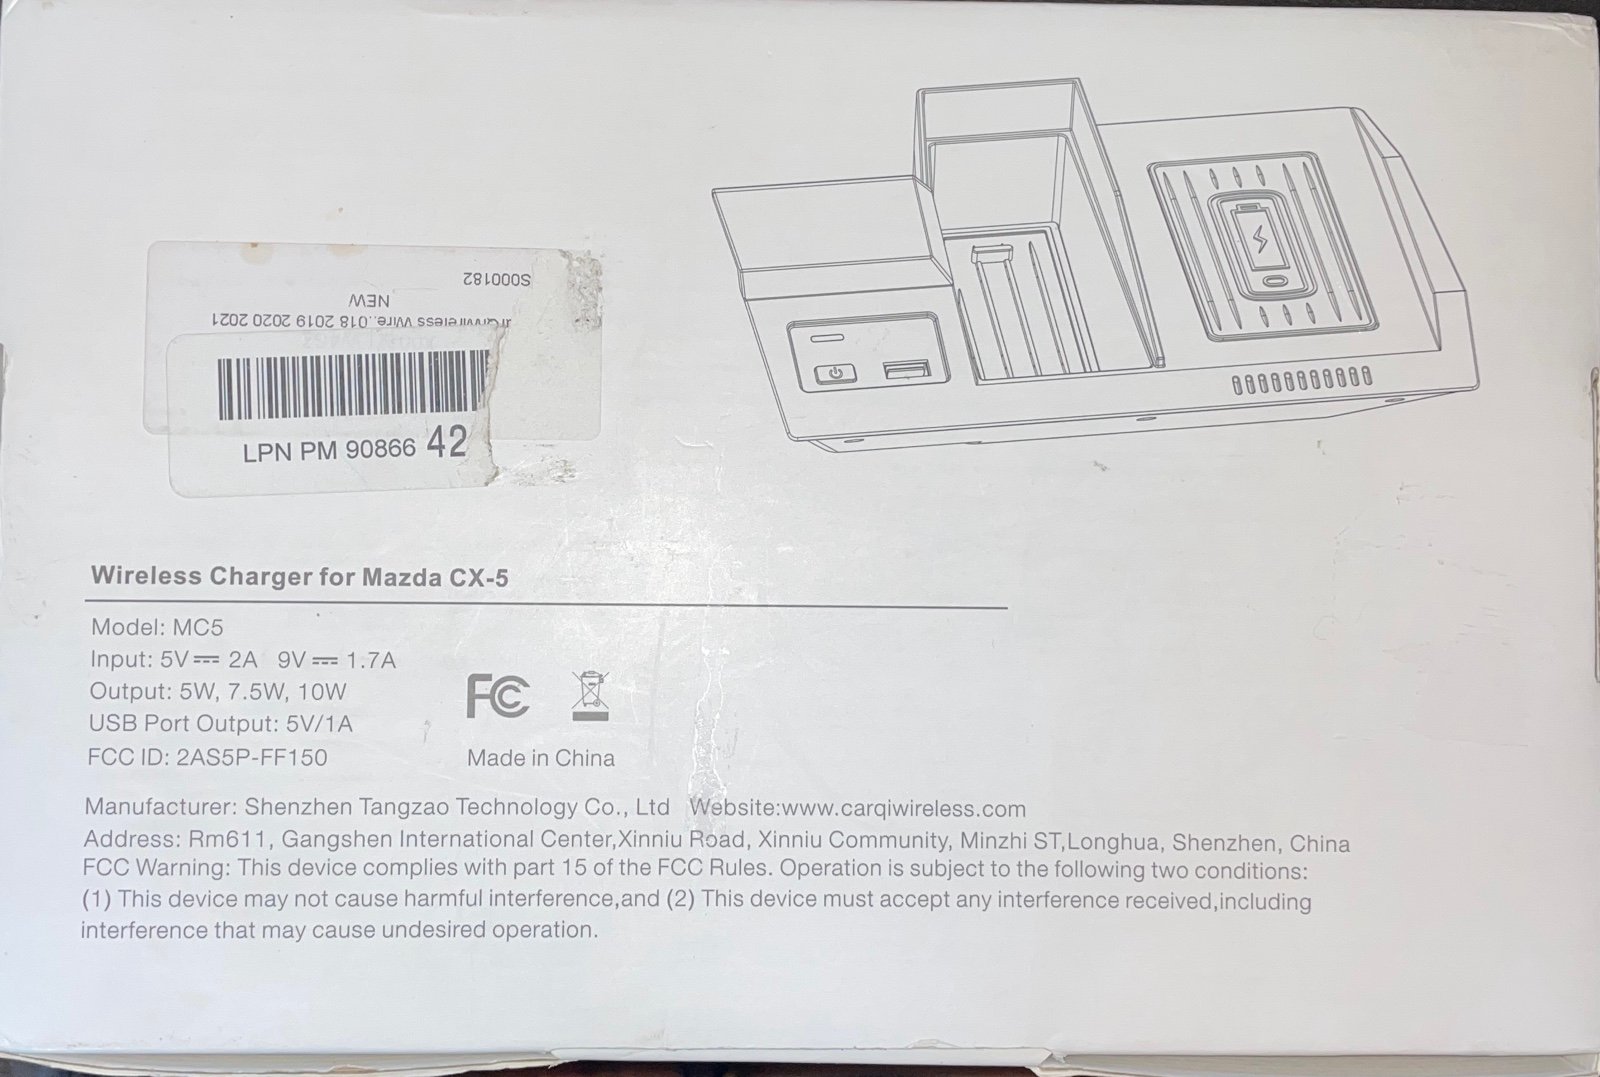 S000182
NEW
Wireless Wire..018 2019 2020 2021
LPN PM 90866 42
Wireless Charger for Mazda CX-5
Model: MC5
Input: 5V⎓ 2A 9V⎓ 1.7A
Output: 5W, 7.5W, 10W
USB Port Output: 5V/1A
FCC ID: 2AS5P-FF150
FC
Made in China
Manufacturer: Shenzhen Tangzao Technology Co., Ltd Website:www.carqiwireless.com
Address: Rm611, Gangshen International Center,Xinniu Road, Xinniu Community, Minzhi ST,Longhua, Shenzhen, China
FCC Warning: This device complies with part 15 of the FCC Rules. Operation is subject to the following two conditions:
(1) This device may not cause harmful interference,and (2) This device must accept any interference received,including
interference that may cause undesired operation.